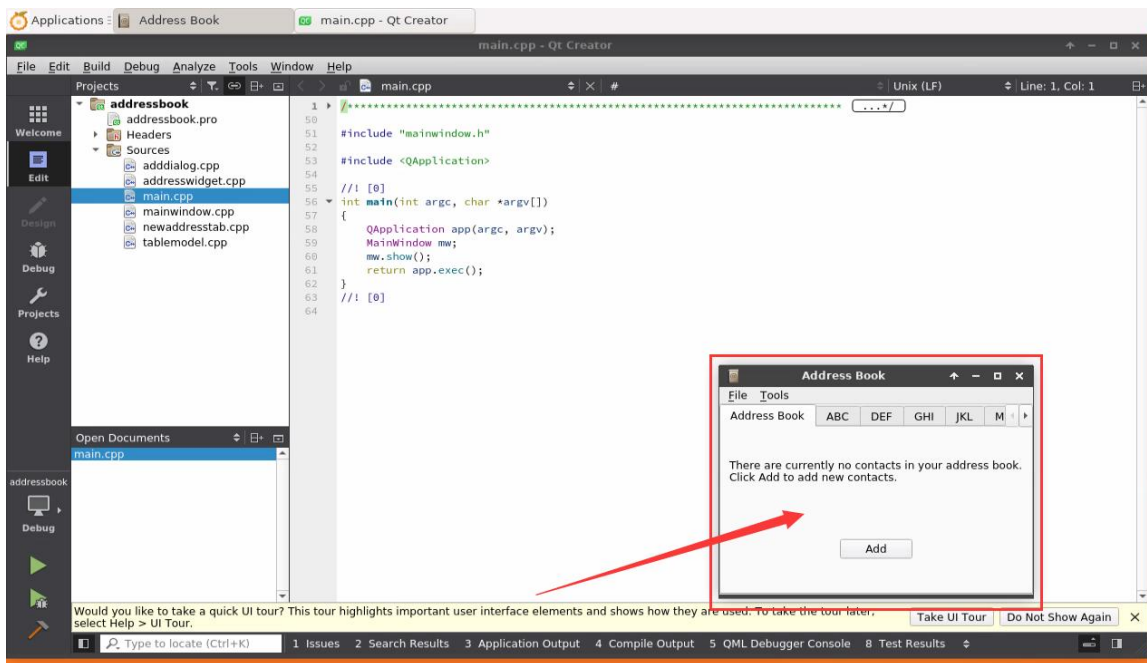 Applications
Address Book
main.cpp - Qt Creator
main.cpp - Qt Creator
File Edit Build Debug Analyze Tools Window Help
Projects
main.cpp
#
Unix (LF)
Line: 1, Col: 1
Welcome
Edit
Design
Debug
Projects
Help
addressbook
Debug
addressbook
addressbook.pro
Headers
Sources
adddialog.cpp
addresswidget.cpp
main.cpp
mainwindow.cpp
newaddresstab.cpp
tablemodel.cpp
Open Documents
main.cpp
1 /**************************************************************************** ...*/
50
51 #include "mainwindow.h"
52
53 #include <QApplication>
54
55 //! [0]
56 int main(int argc, char *argv[])
57 {
58 QApplication app(argc, argv);
59 MainWindow mw;
60 mw.show();
61 return app.exec();
62 }
63 //! [0]
64
Address Book
File Tools
Address Book ABC DEF GHI JKL M
There are currently no contacts in your address book.
Click Add to add new contacts.
Add
Would you like to take a quick UI tour? This tour highlights important user interface elements and shows how they are used. To take the tour later,
select Help > UI Tour.
Take UI Tour
Do Not Show Again
Type to locate (Ctrl+K)
1 Issues 2 Search Results 3 Application Output 4 Compile Output 5 QML Debugger Console 8 Test Results